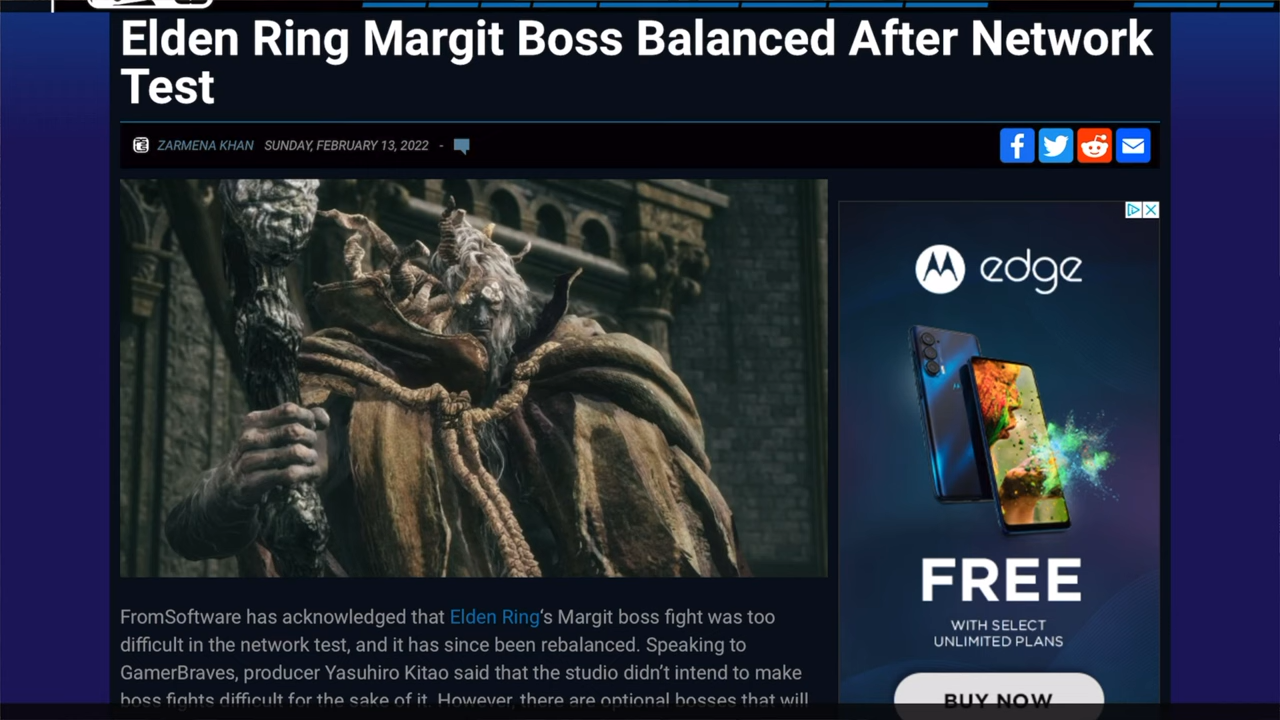 Elden Ring Margit Boss Balanced After Network
Test
ZARMENA KHAN SUNDAY, FEBRUARY 13, 2022 -
edge
FromSoftware has acknowledged that Elden Ring‘s Margit boss fight was too
difficult in the network test, and it has since been rebalanced. Speaking to
GamerBraves, producer Yasuhiro Kitao said that the studio didn’t intend to make
boss fights difficult for the sake of it. However, there are optional bosses that will
FREE
WITH SELECT
UNLIMITED PLANS
BUY NOW